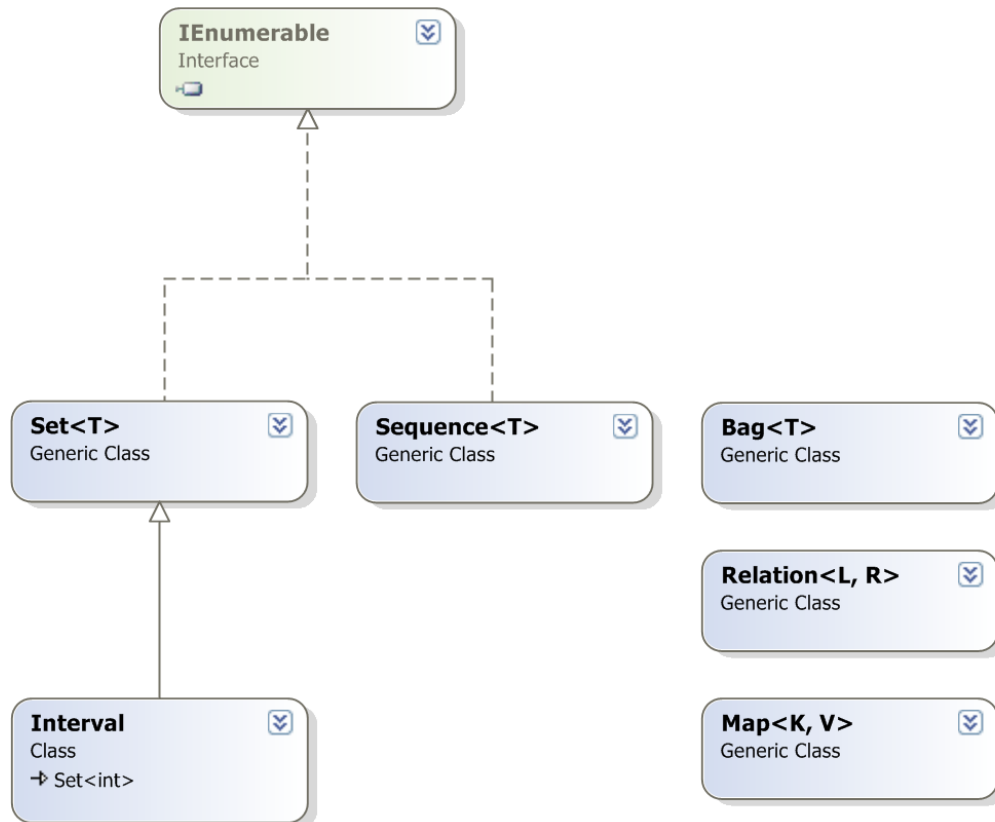 IEnumerable
Interface
Set<T>
Generic Class
Sequence<T>
Generic Class
Bag<T>
Generic Class
Relation<L, R>
Generic Class
Interval
Class
Set<int>
Map<K, V>
Generic Class